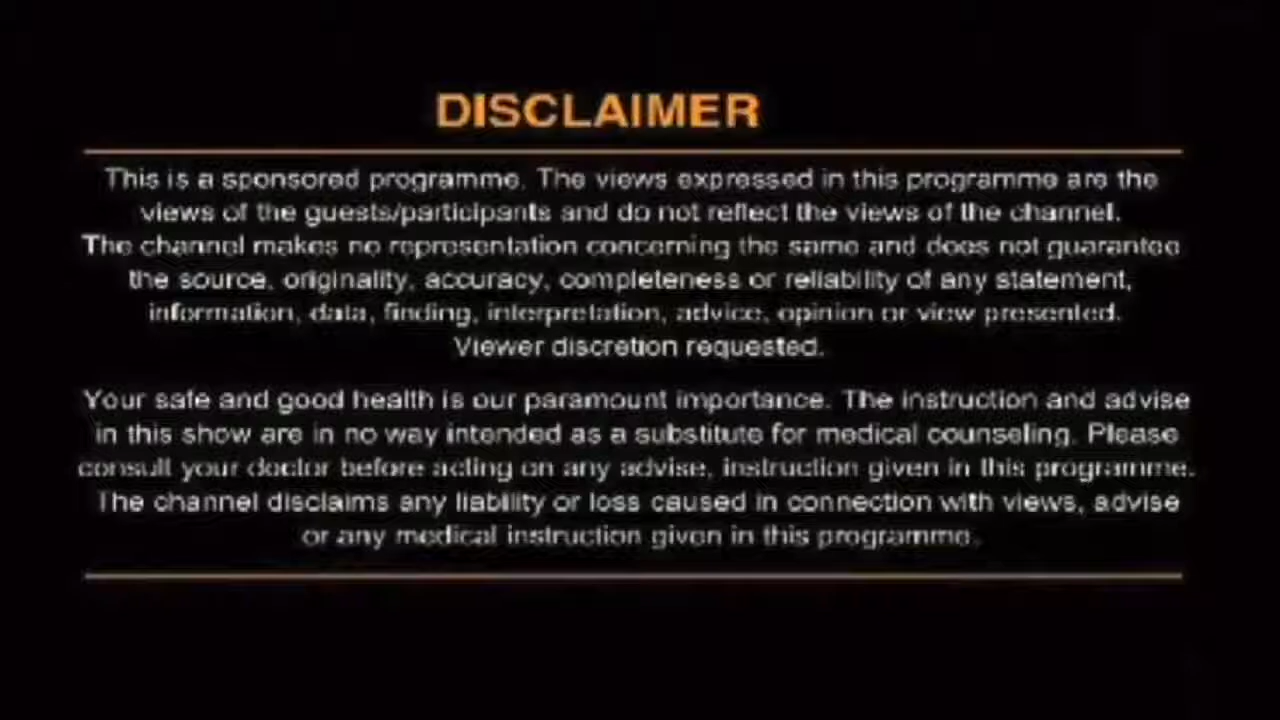 DISCLAIMER
This is a sponsored programme. The views expressed in this programme are the
views of the guests/participants and do not reflect the views of the channel.
The channel makes no representation concerning the same and does not guarantee
the source, originality, accuracy, completeness or reliability of any statement,
information, data, finding, interpretation, advice, opinion or view presented.
Viewer discretion requested.
Your safe and good health is our paramount importance. The instruction and advise
in this show are in no way intended as a substitute for medical counseling. Please
consult your doctor before acting on any advise, instruction given in this programme.
The channel disclaims any liability or loss caused in connection with views, advise
or any medical instruction given in this programme.